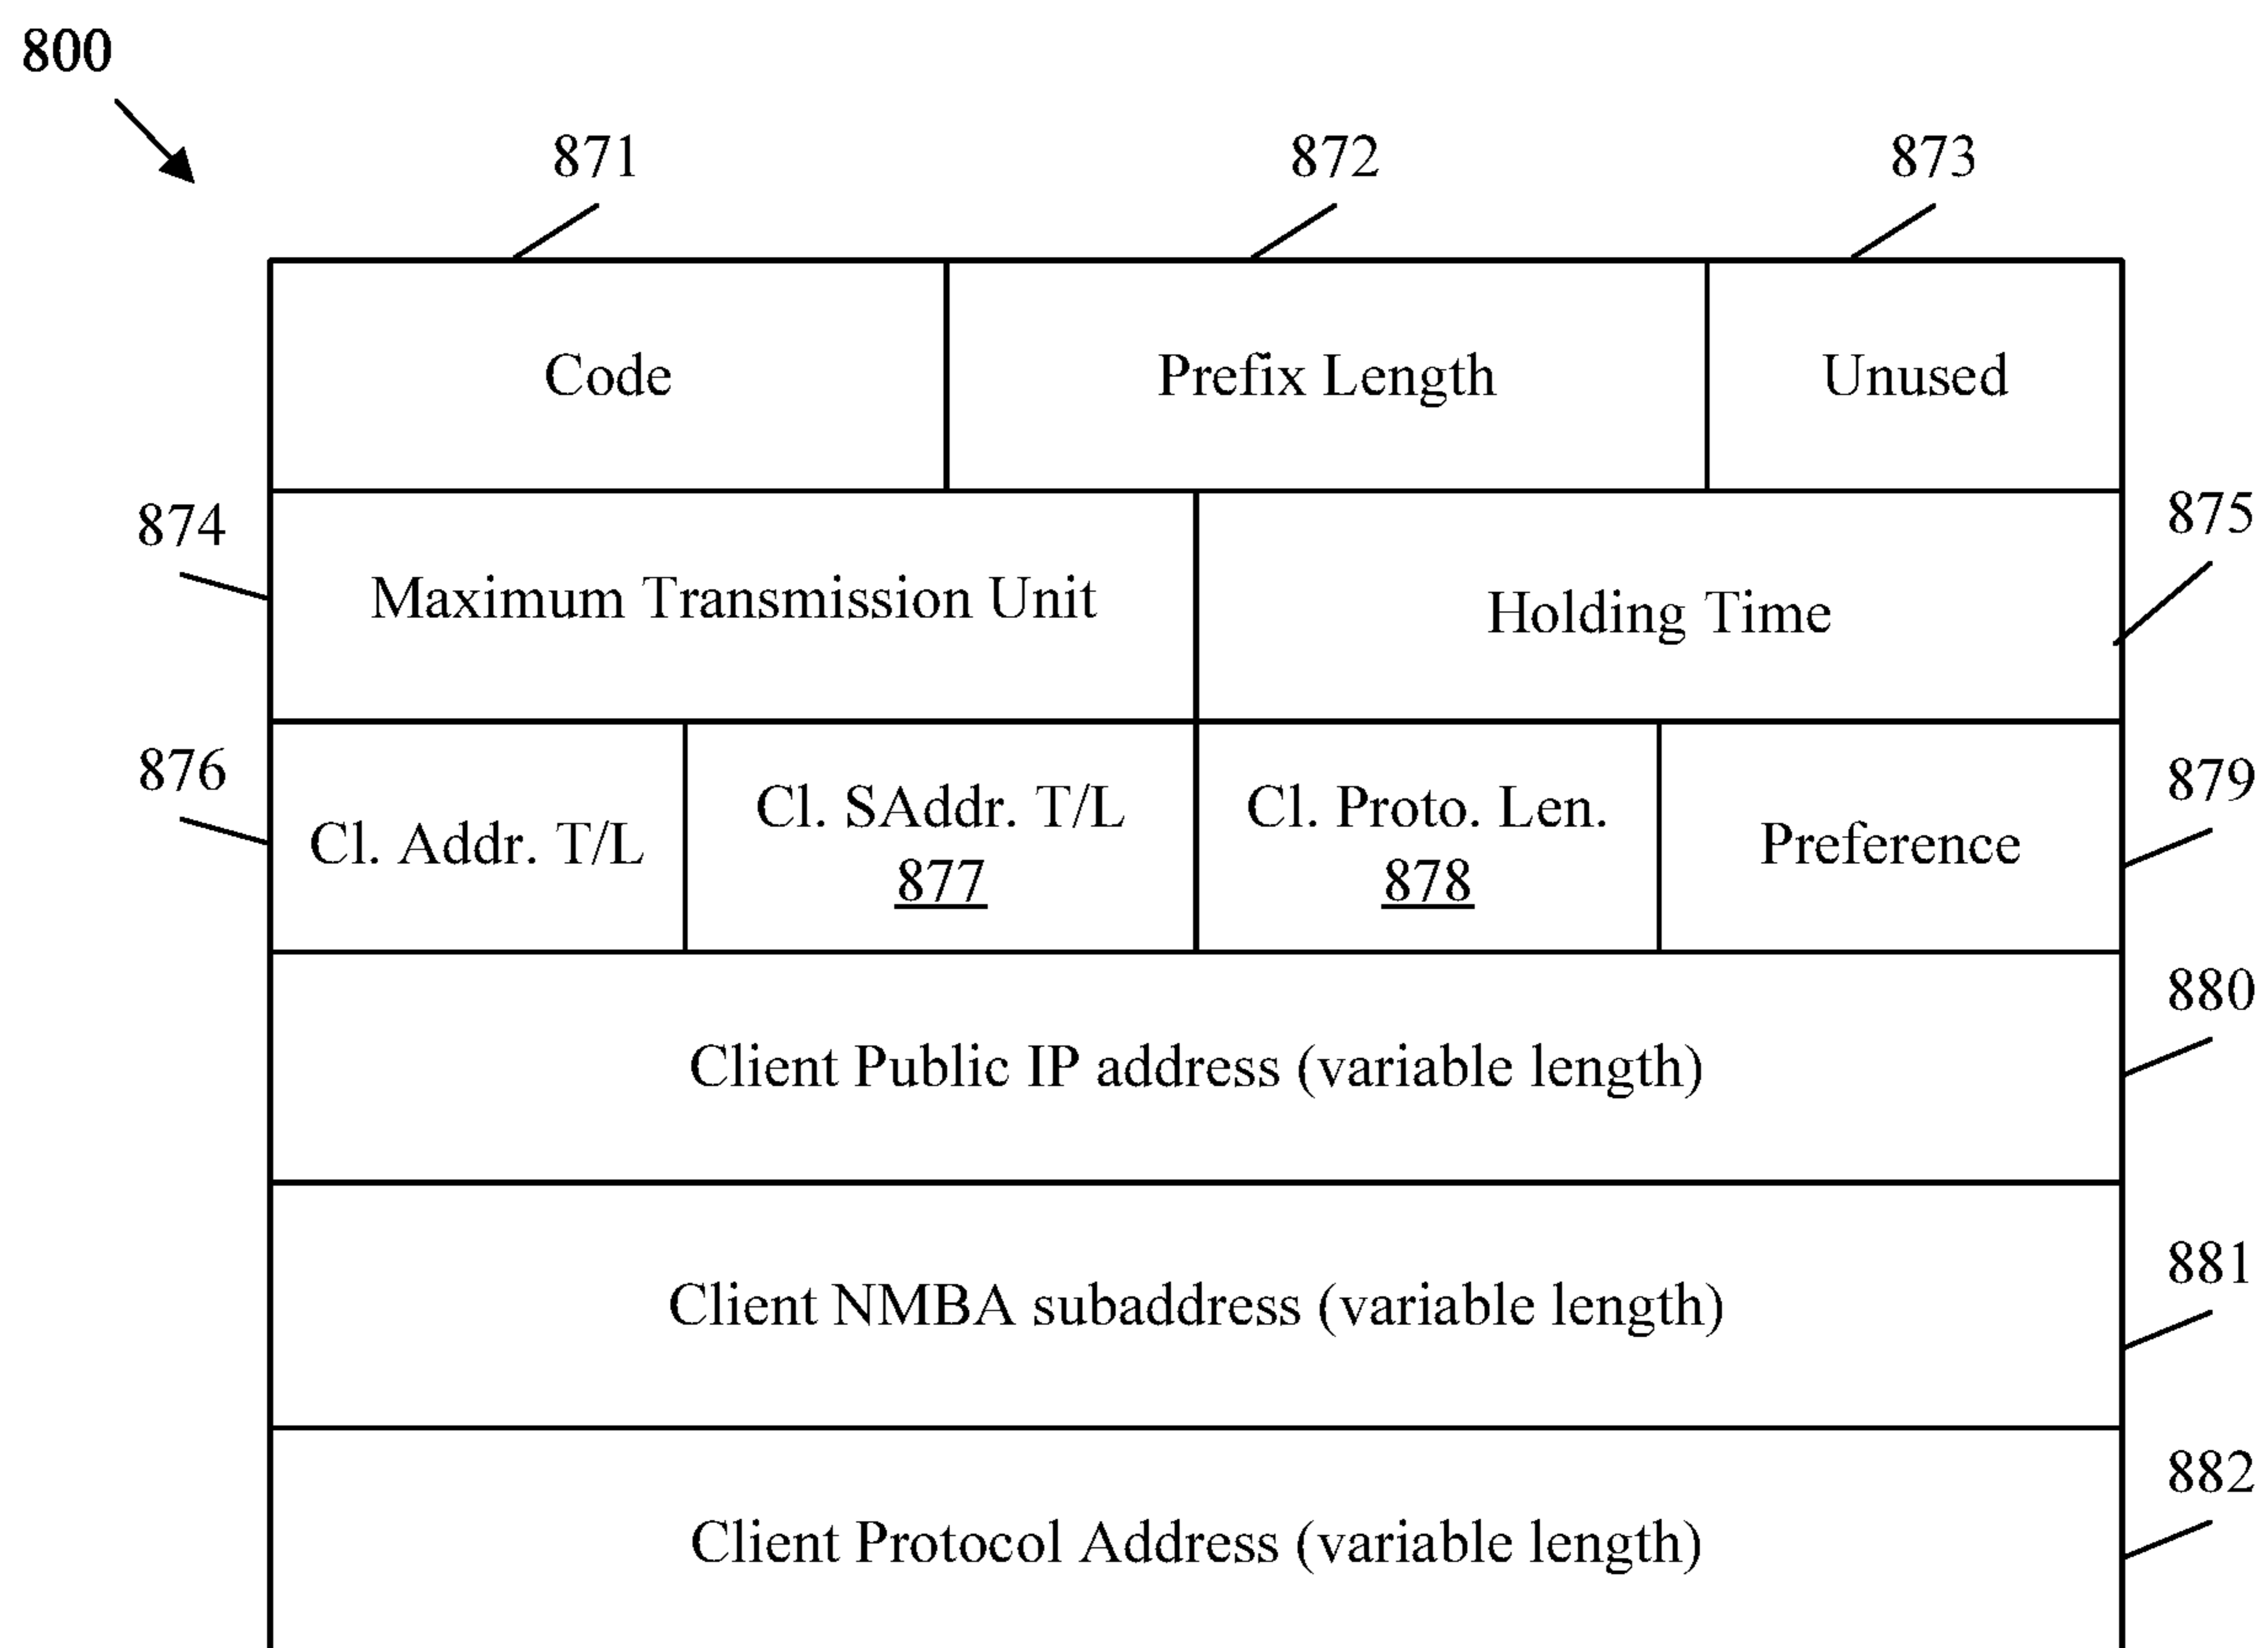 800
871 872 873
Code Prefix Length Unused
874 875
Maximum Transmission Unit Holding Time
876 879
Cl. Addr. T/L Cl. SAddr. T/L 877 Cl. Proto. Len. 878 Preference
880
Client Public IP address (variable length)
881
Client NMBA subaddress (variable length)
882
Client Protocol Address (variable length)